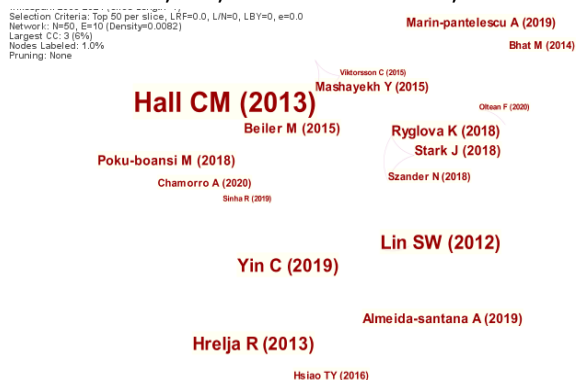 Selection Criteria: Top 50 per slice, LRF=0.0, L/N=0, LBY=0, e=0.0
Network: N=50, E=10 (Density=0.0082)
Largest CC: 3 (6%)
Nodes Labeled: 1.0%
Pruning: None
Marin-pantelescu A (2019)
Bhat M (2014)
Viktorsson C (2015)
Mashayekh Y (2015)
Hall CM (2013)
Oltean F (2020)
Beiler M (2015)
Ryglova K (2018)
Stark J (2018)
Poku-boansi M (2018)
Szander N (2018)
Chamorro A (2020)
Sinha R (2019)
Lin SW (2012)
Yin C (2019)
Almeida-santana A (2019)
Hrelja R (2013)
Hsiao TY (2016)